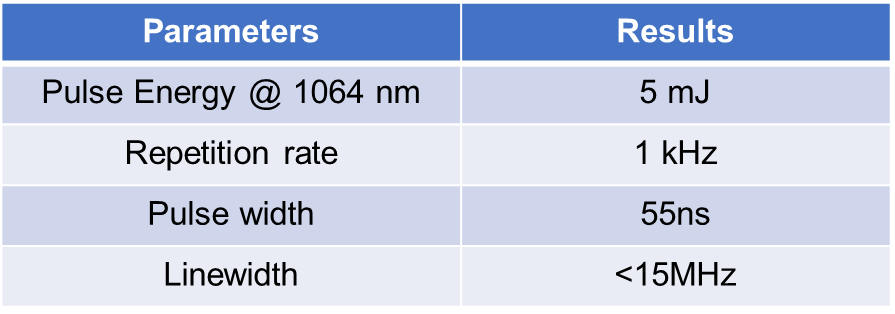 Parameters Results
Pulse Energy @ 1064 nm 5 mJ
Repetition rate 1 kHz
Pulse width 55ns
Linewidth <15MHz